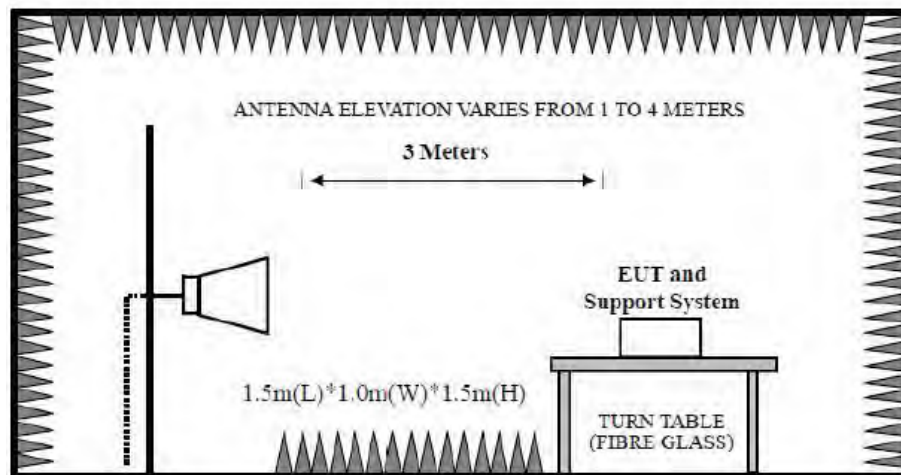 ANTENNA ELEVATION VARIES FROM 1 TO 4 METERS
3 Meters
EUT and
Support System
1.5m(L)*1.0m(W)*1.5m(H)
TURN TABLE
(FIBRE GLASS)